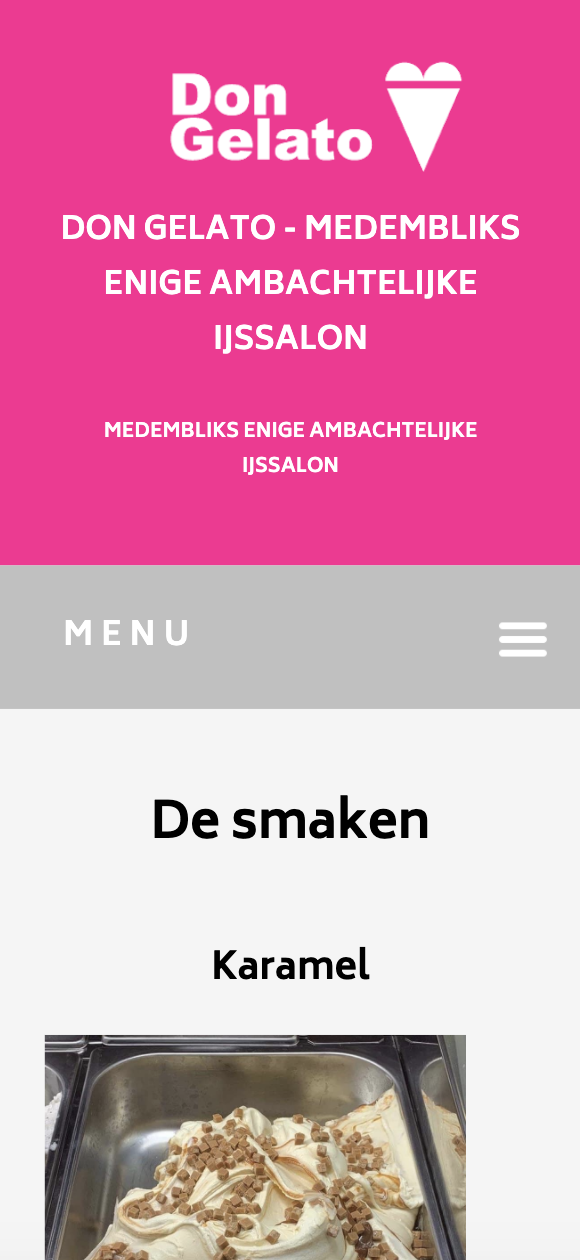 Don
Gelato
DON GELATO - MEDEMBLIKS
ENIGE AMBACHTELIJKE
IJSSALON
MEDEMBLIKS ENIGE AMBACHTELIJKE
IJSSALON
MENU
De smaken
Karamel